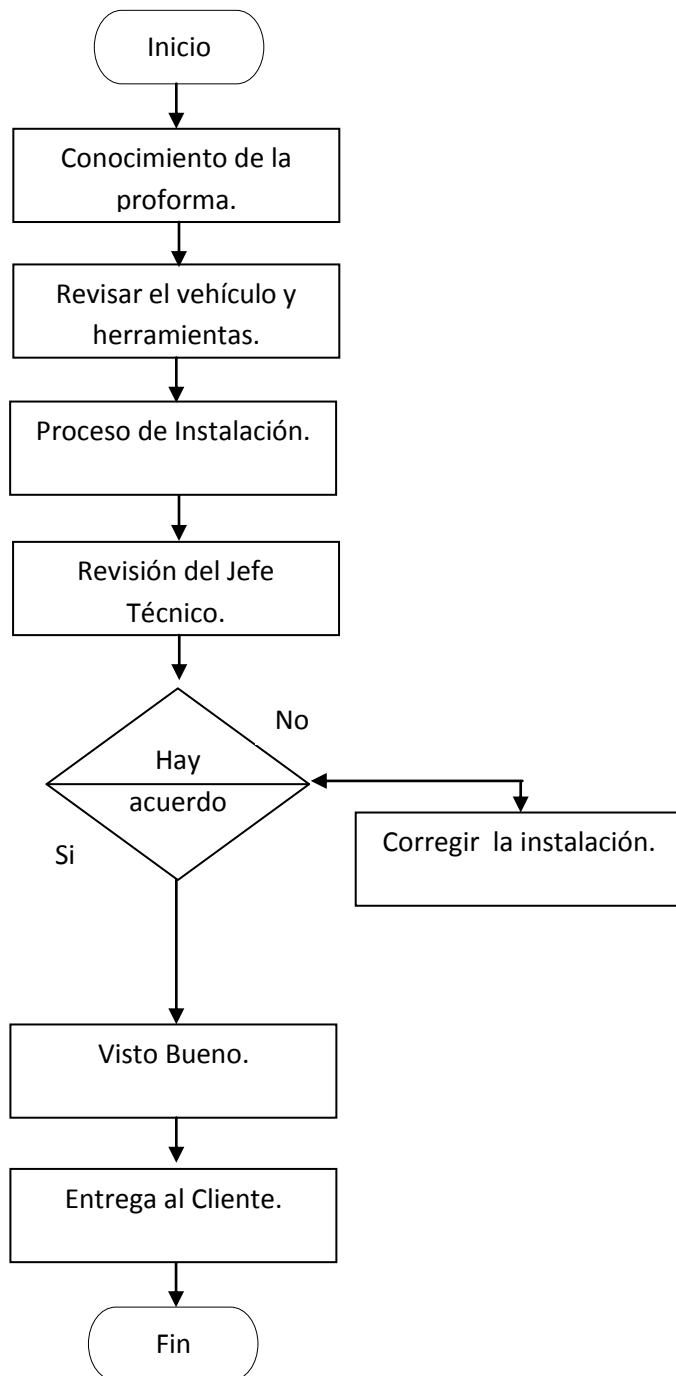 Inicio
Conocimiento de la
proforma.
Revisar el vehículo y
herramientas.
Proceso de Instalación.
Revisión del Jefe
Técnico.
No
Hay
acuerdo
Corregir la instalación.
Si
Visto Bueno.
Entrega al Cliente.
Fin